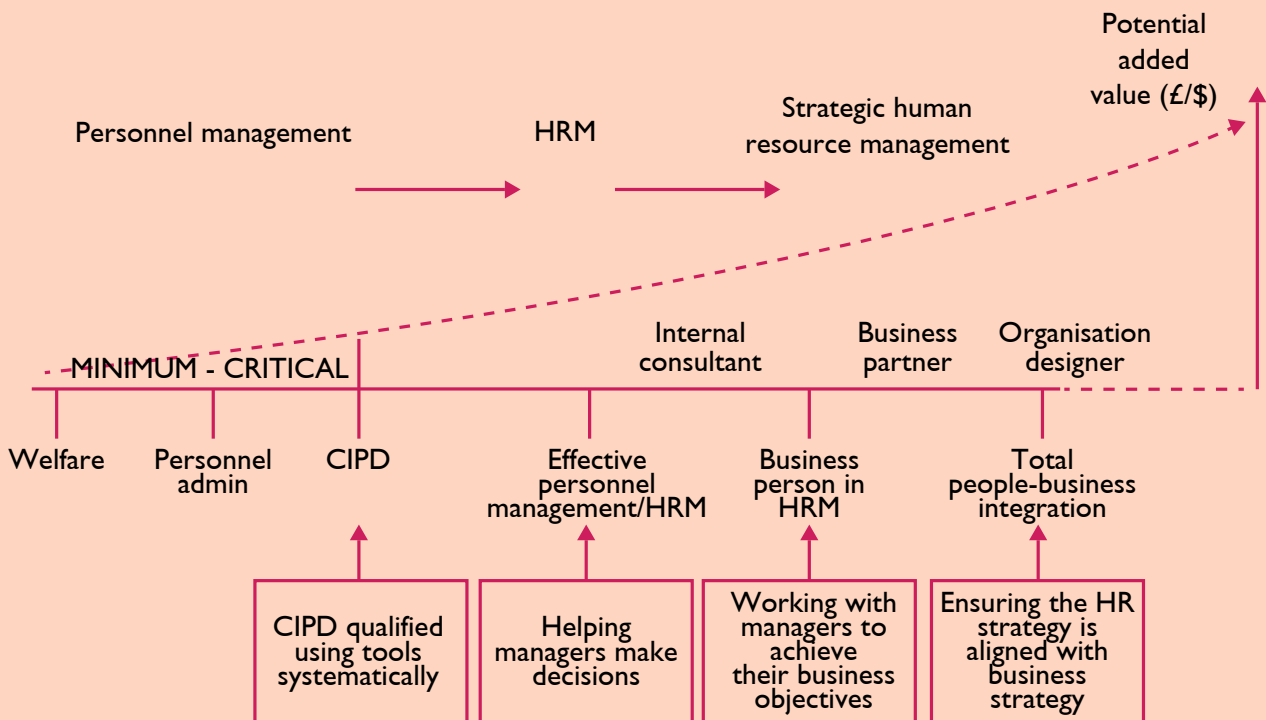 Potential
added
value (£/$)
Personnel management
HRM
Strategic human
resource management
MINIMUM - CRITICAL
Internal
consultant
Business
partner
Organisation
designer
Welfare
Personnel
admin
CIPD
Effective
personnel
management/HRM
Business
person in
HRM
Total
people-business
integration
CIPD qualified
using tools
systematically
Helping
managers make
decisions
Working with
managers to
achieve
their business
objectives
Ensuring the HR
strategy is
aligned with
business
strategy